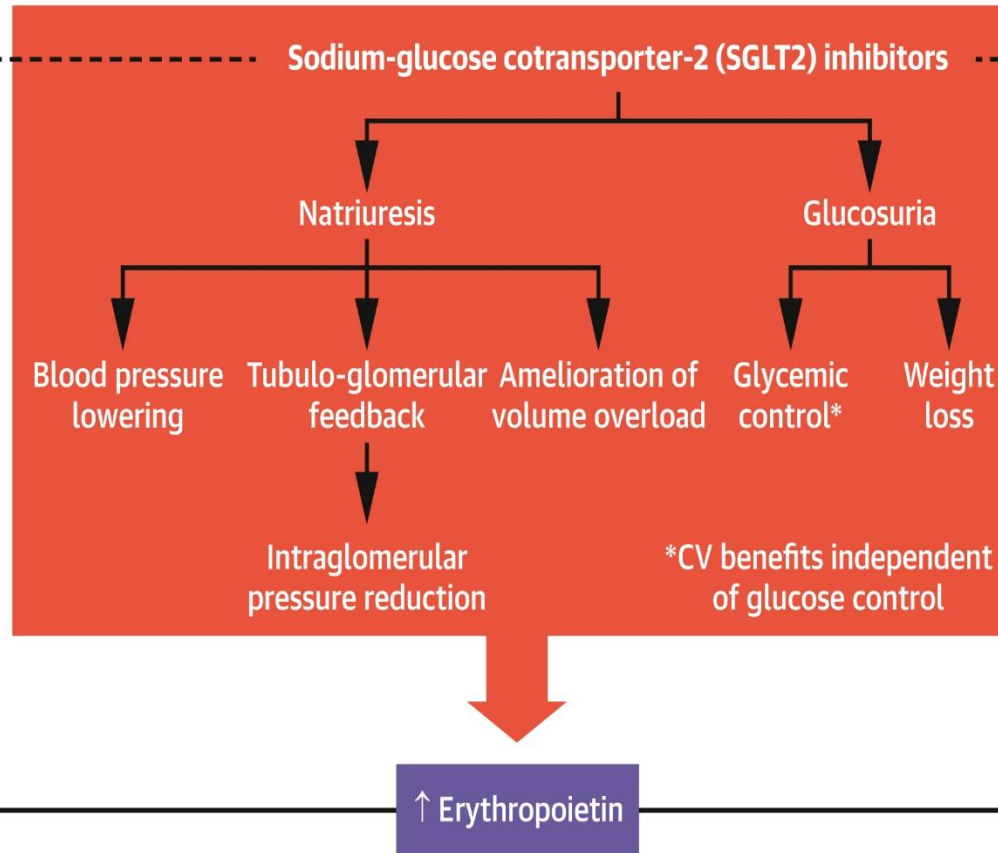 Sodium-glucose cotransporter-2 (SGLT2) inhibitors
Natriuresis
Glucosuria
Blood pressure
lowering
Tubulo-glomerular
feedback
Amelioration of
volume overload
Glycemic
control*
Weight
loss
Intraglomerular
pressure reduction
*CV benefits independent
of glucose control
↑ Erythropoietin